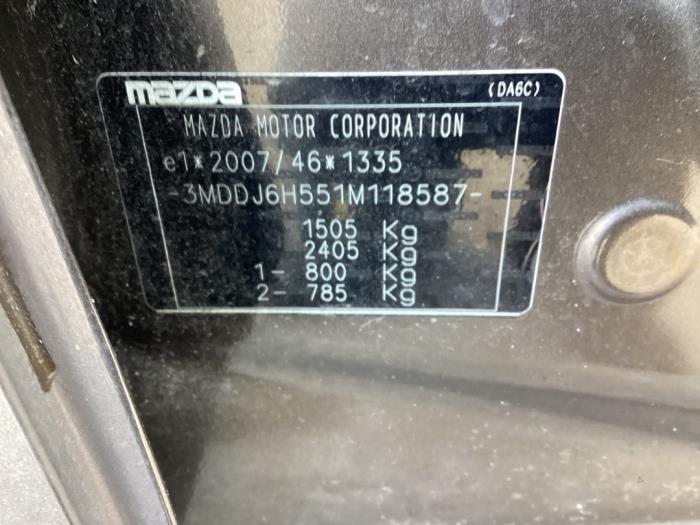 mazda (DA6C)
MAZDA MOTOR CORPORATION
e1*2007/46*1335
-3MDDJ6H551M118587-
1505 Kg
2405 Kg
1- 800 Kg
2- 785 Kg